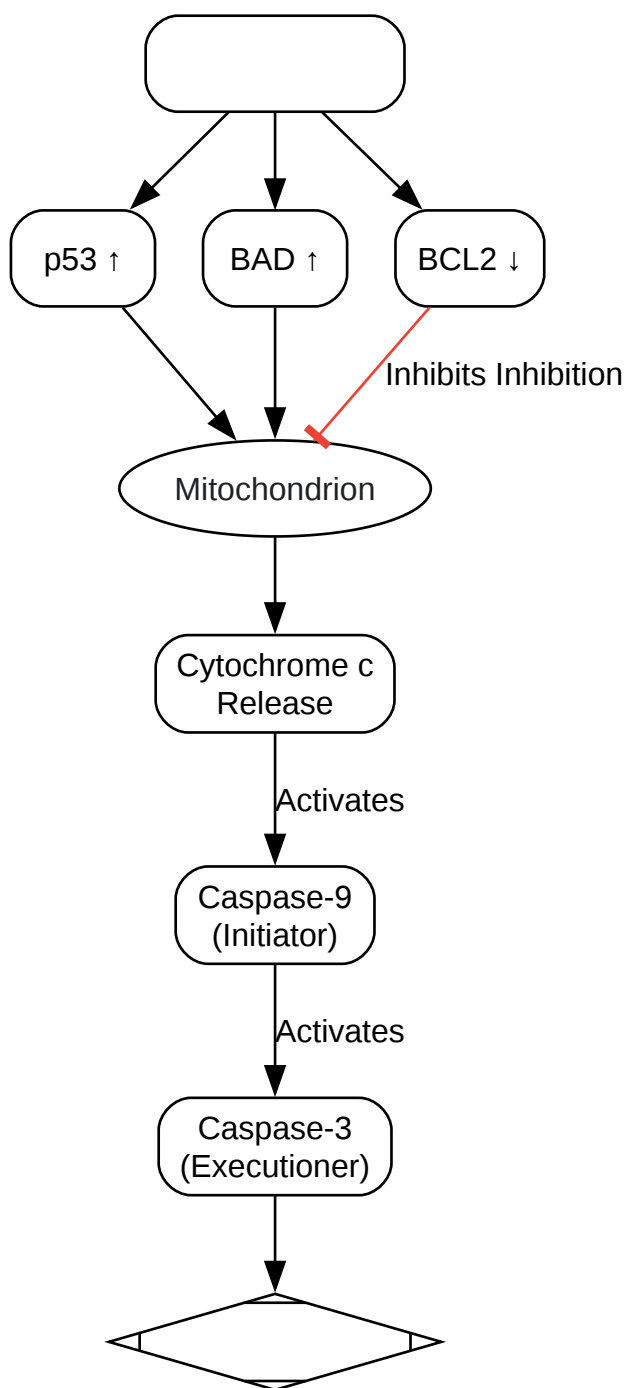 p53 ↑
BAD ↑
BCL2 ↓
Inhibits Inhibition
Mitochondrion
Cytochrome c
Release
Activates
Caspase-9
(Initiator)
Activates
Caspase-3
(Executioner)